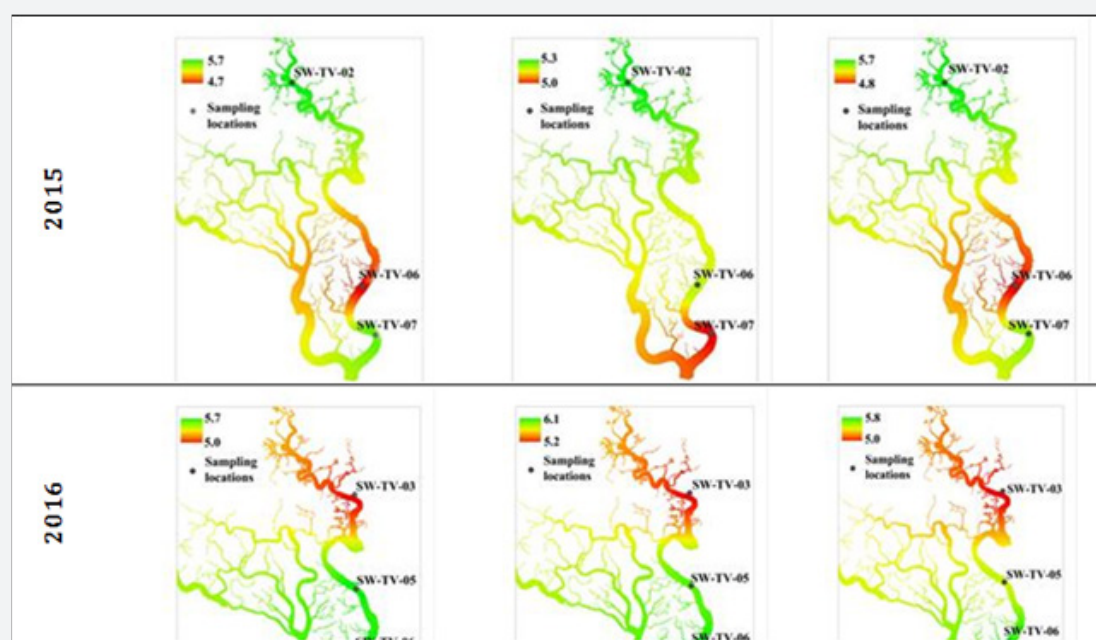 2015
5.7
4.7
Sampling
locations
SW-TV-02
SW-TV-06
SW-TV-07
5.3
5.0
Sampling
locations
SW-TV-02
SW-TV-06
SW-TV-07
5.7
4.8
Sampling
locations
SW-TV-02
SW-TV-06
SW-TV-07
2016
5.7
5.0
Sampling
locations
SW-TV-03
SW-TV-05
SW-TV-06
6.1
5.2
Sampling
locations
SW-TV-03
SW-TV-05
SW-TV-06
5.8
5.0
Sampling
locations
SW-TV-03
SW-TV-05
SW-TV-06